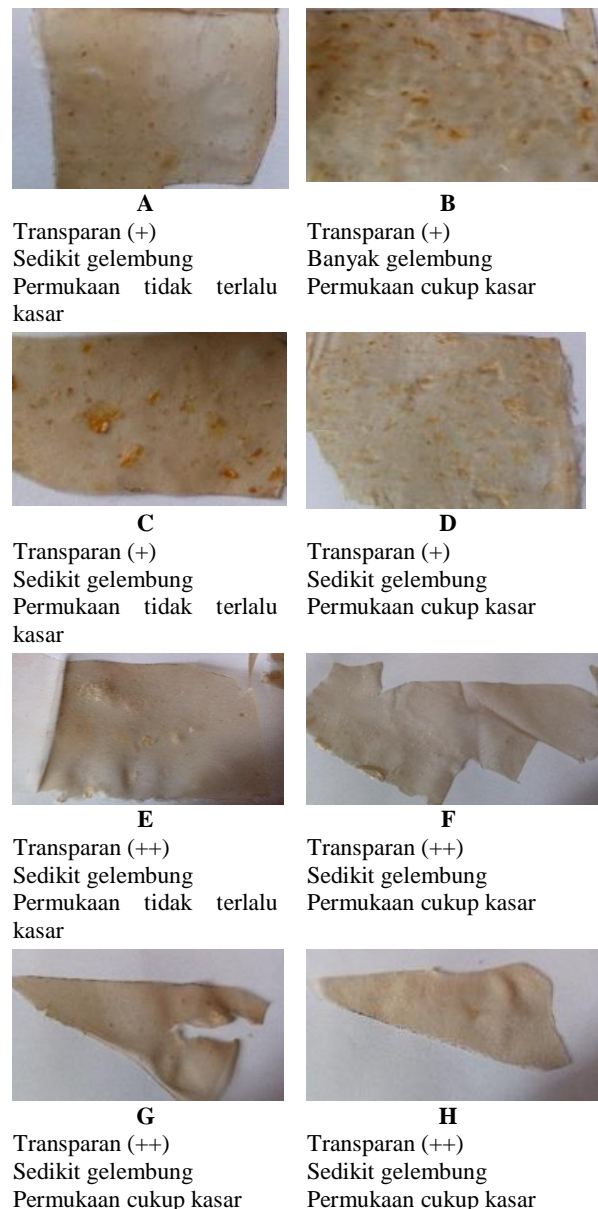 A
Transparan (+)
Sedikit gelembung
Permukaan tidak terlalu
kasar
B
Transparan (+)
Banyak gelembung
Permukaan cukup kasar
C
Transparan (+)
Sedikit gelembung
Permukaan tidak terlalu
kasar
D
Transparan (+)
Sedikit gelembung
Permukaan cukup kasar
E
Transparan (++)
Sedikit gelembung
Permukaan tidak terlalu
kasar
F
Transparan (++)
Sedikit gelembung
Permukaan cukup kasar
G
Transparan (++)
Sedikit gelembung
Permukaan cukup kasar
H
Transparan (++)
Sedikit gelembung
Permukaan cukup kasar